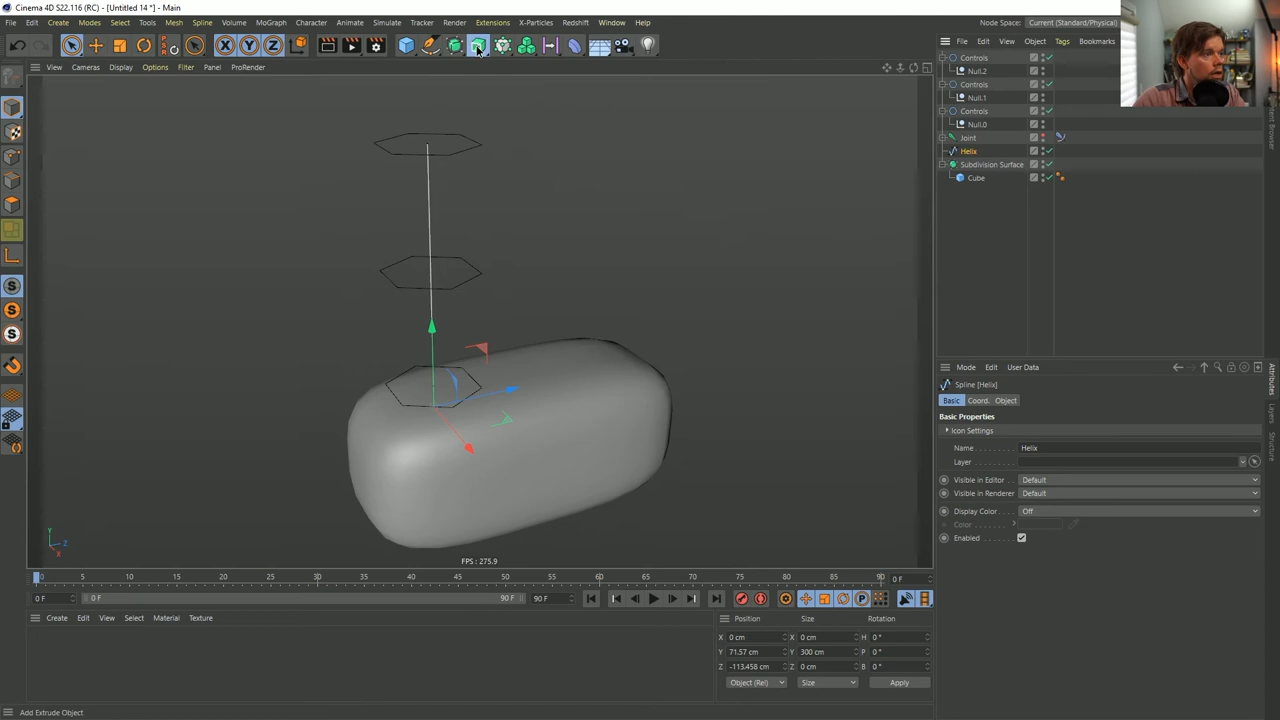 Cinema 4D S22.116 (RC) - [Untitled 14 *] - Main
File Edit Create Modes Select Tools Mesh Spline Volume MoGraph Character Animate Simulate Tracker Render Extensions X-Particles Redshift Window Help
Node Space: Current (Standard/Physical)
X Y Z
File Edit View Object Tags Bookmarks
View Cameras Display Options Filter Panel ProRender
Controls
Null.2
Controls
Null.1
Controls
Null.0
Joint
Helix
Subdivision Surface
Cube
Content Browser
Attributes
Layers
Structure
S
S
S
Mode Edit User Data
Spline [Helix]
Basic Coord. Object
Basic Properties
Icon Settings
Name Helix
Layer
Visible in Editor Default
Visible in Renderer Default
Display Color Off
Color
Enabled
Y
Z
X
FPS : 275.9
0 5 10 15 20 25 30 35 40 45 50 55 60 65 70 75 80 85 90 0 F
0 F 0 F 90 F 90 F
P
Create Edit View Select Material Texture
Position Size Rotation
X 0 cm X 0 cm H 0 °
Y 71.57 cm Y 300 cm P 0 °
Z -113.458 cm Z 0 cm B 0 °
Object (Rel) Size Apply
Add Extrude Object